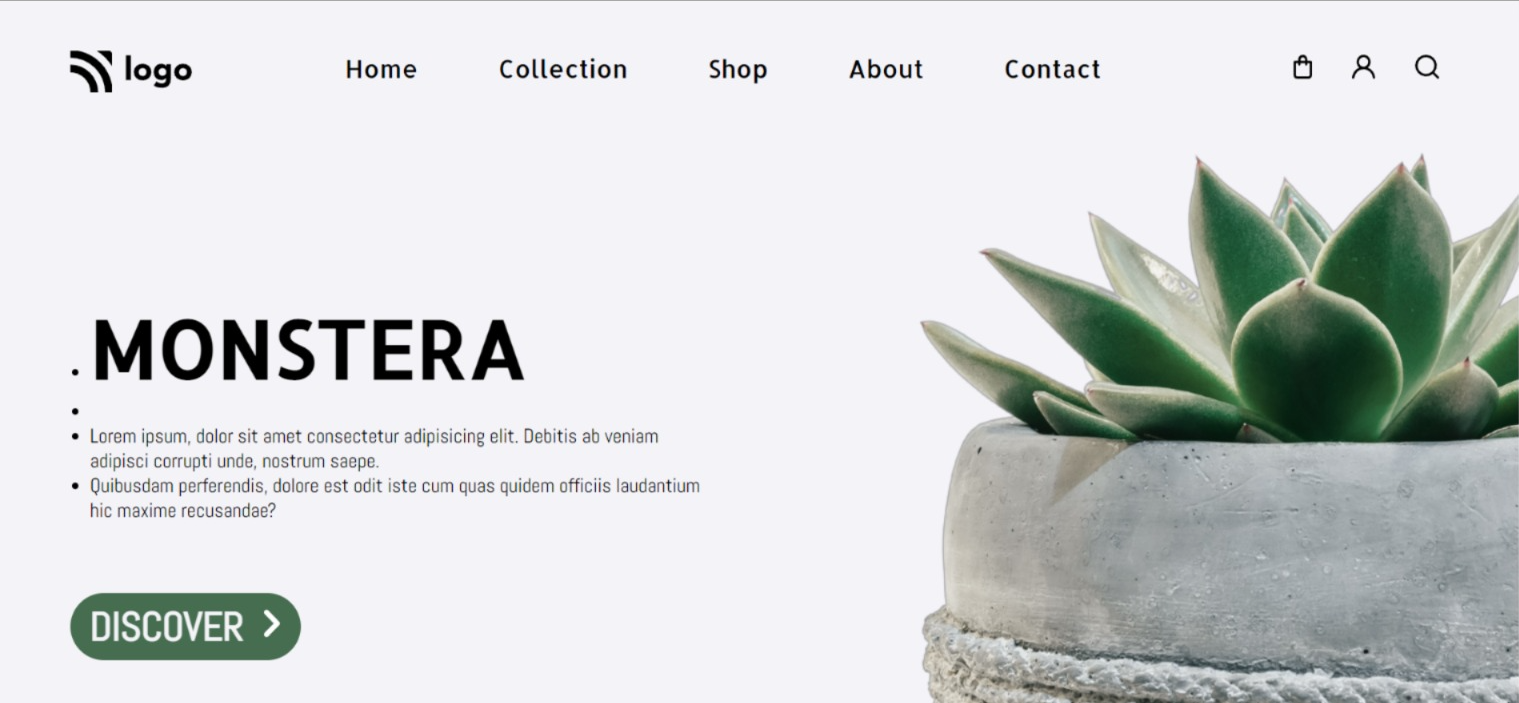 logo
Home Collection Shop About Contact
MONSTERA
Lorem ipsum, dolor sit amet consectetur adipisicing elit. Debitis ab veniam
adipisci corrupti unde, nostrum saepe.
Quibusdam perferendis, dolore est odit iste cum quas quidem officiis laudantium
hic maxime recusandae?
DISCOVER